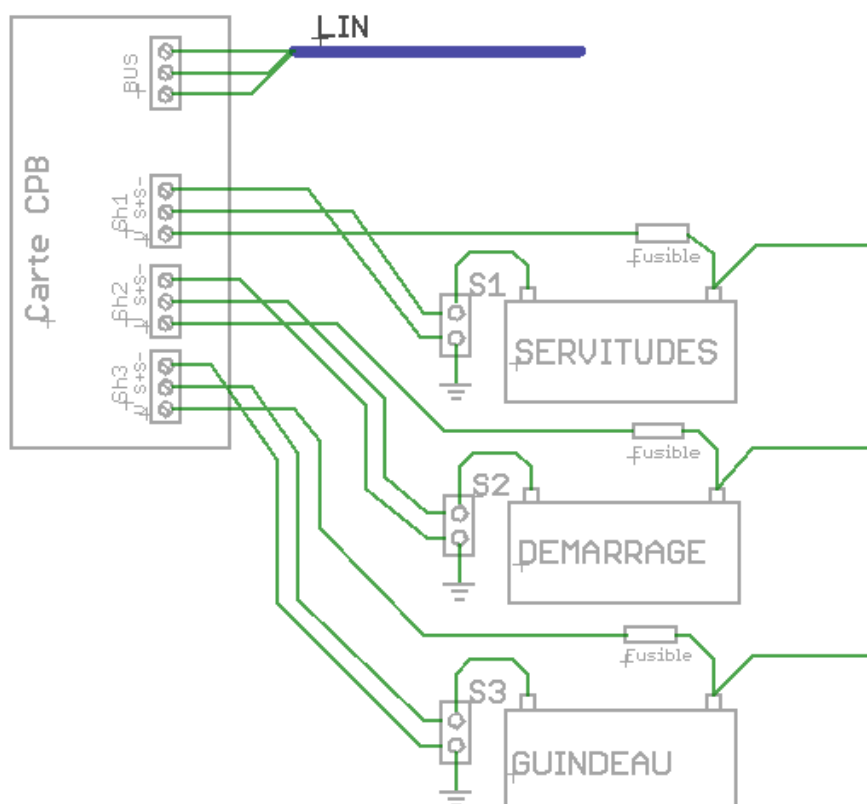 LIN
BUS
Carte CPB
Sh1
U S+S-
Sh2
U S+S-
Sh3
U S+S-
Fusible
S1
SERVITUDES
Fusible
S2
DEMARRAGE
Fusible
S3
GUINDEAU